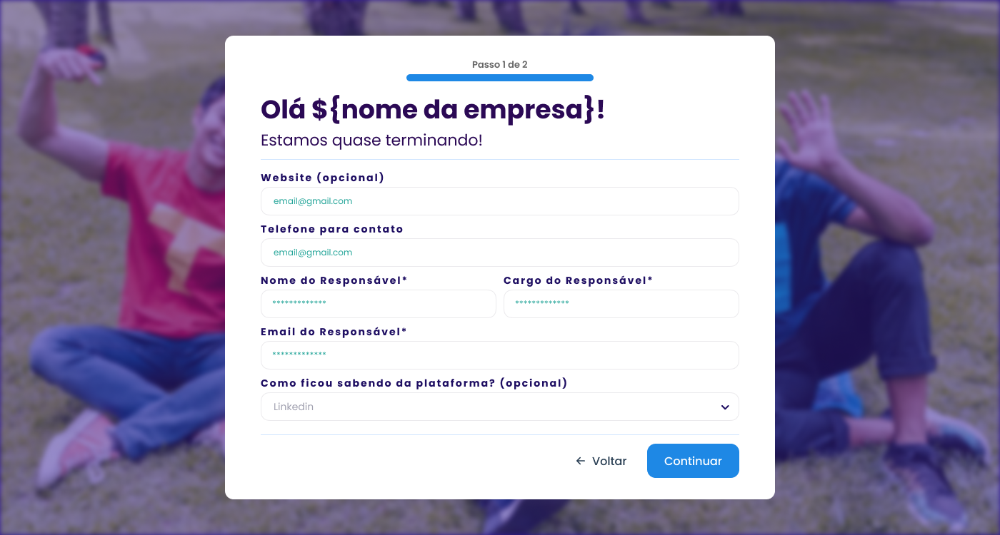 Passo 1 de 2
Olá ${nome da empresa}!
Estamos quase terminando!
Website (opcional)
email@gmail.com
Telefone para contato
email@gmail.com
Nome do Responsável*
Cargo do Responsável*
*************
*************
Email do Responsável*
*************
Como ficou sabendo da plataforma? (opcional)
Linkedin
← Voltar
Continuar